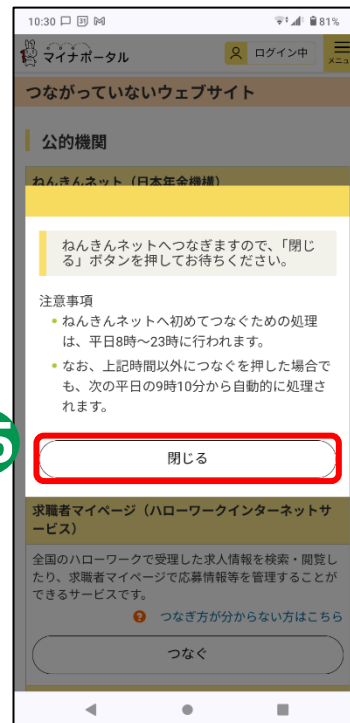 10:30 31 81%
マイナポータル ログイン中 メニュー
つながっていないウェブサイト
公的機関
ねんきんネット（日本年金機構）
ねんきんネットへつなぎますので、「閉じ
る」ボタンを押してお待ちください。
注意事項
• ねんきんネットへ初めてつなぐための処理
は、平日8時～23時に行われます。
• なお、上記時間以外につなぐを押した場合で
も、次の平日の9時10分から自動的に処理さ
れます。
5
閉じる
求職者マイページ（ハローワークインターネットサ
ービス）
全国のハローワークで受理した求人情報を検索・閲覧し
たり、求職者マイページで応募情報等を管理することが
できるサービスです。
? つなぎ方が分からない方はこちら
つなぐ